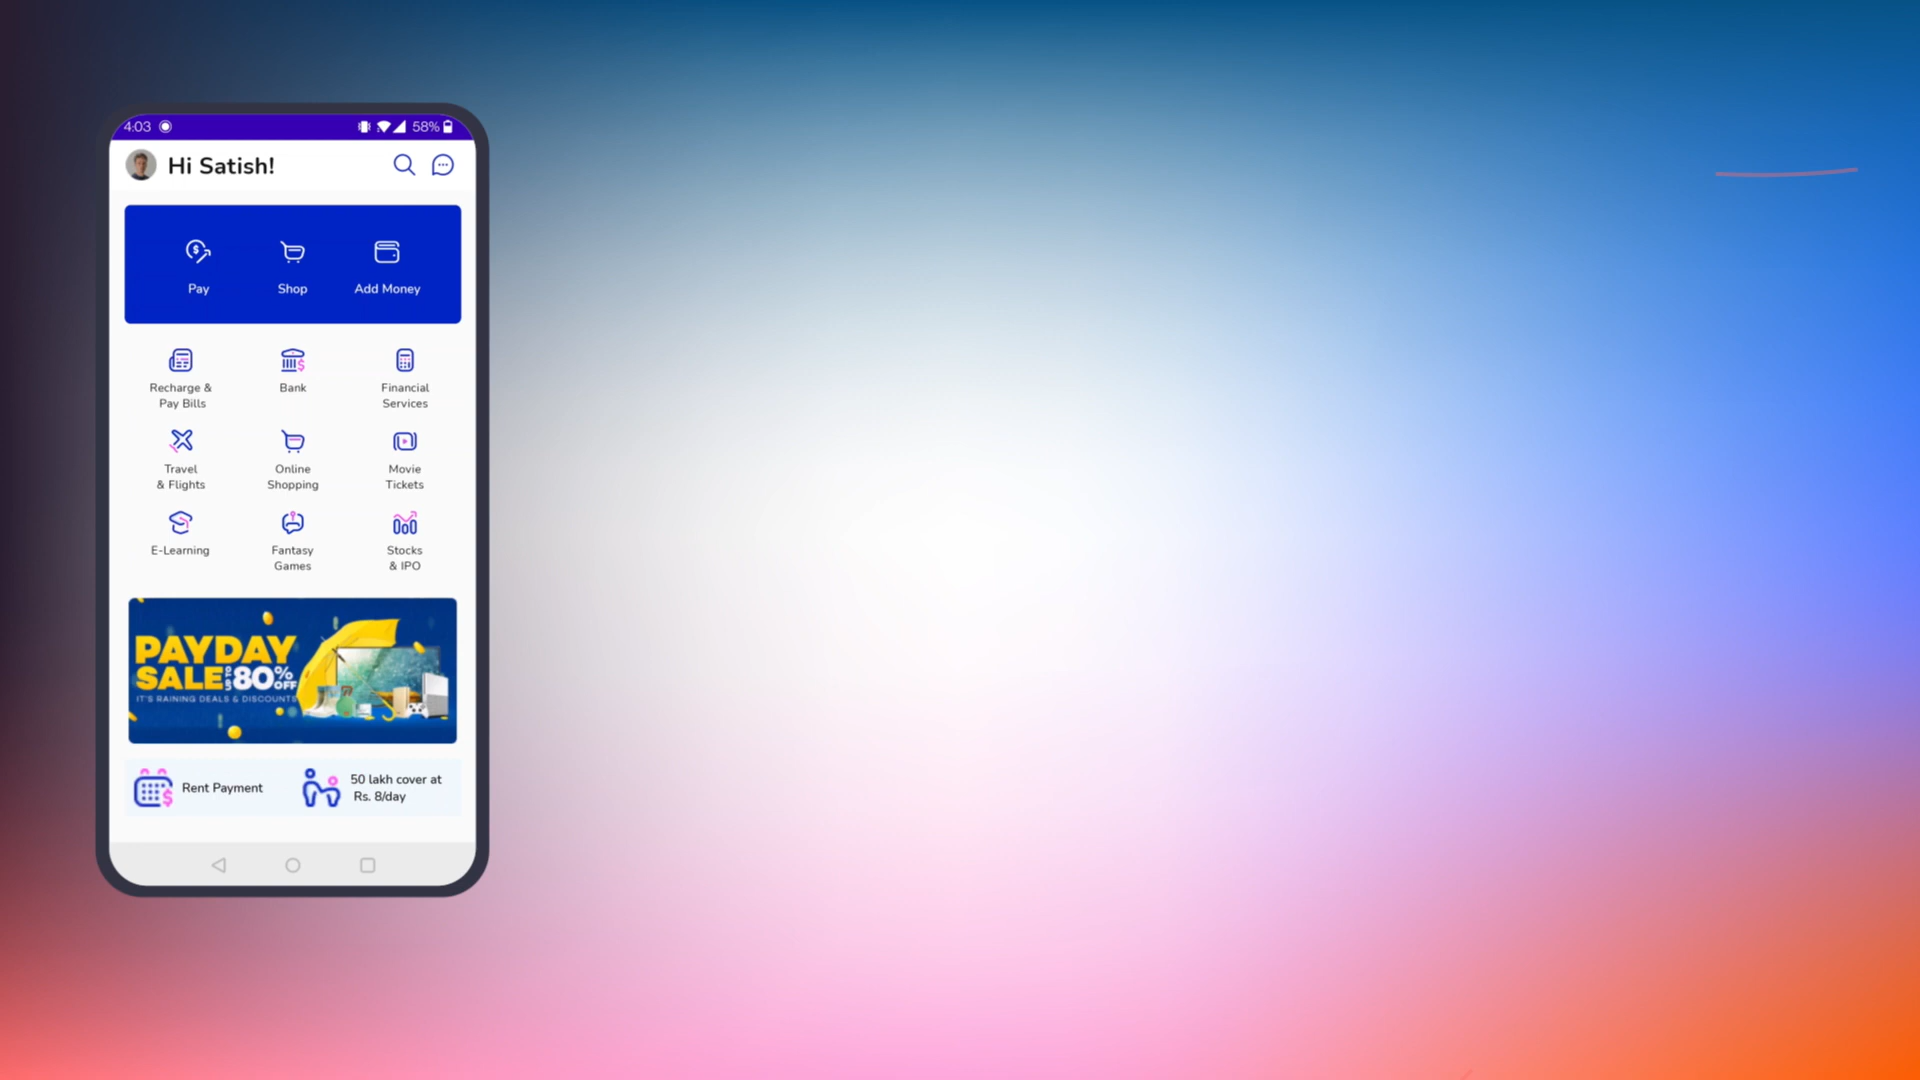 4:03
58%
Hi Satish!
Pay
Shop
Add Money
Recharge &
Pay Bills
Bank
Financial
Services
Travel
& Flights
Online
Shopping
Movie
Tickets
E-Learning
Fantasy
Games
Stocks
& IPO
PAYDAY
SALE UP TO 80% OFF
IT'S RAINING DEALS & DISCOUNTS
Rent Payment
50 lakh cover at
Rs. 8/day